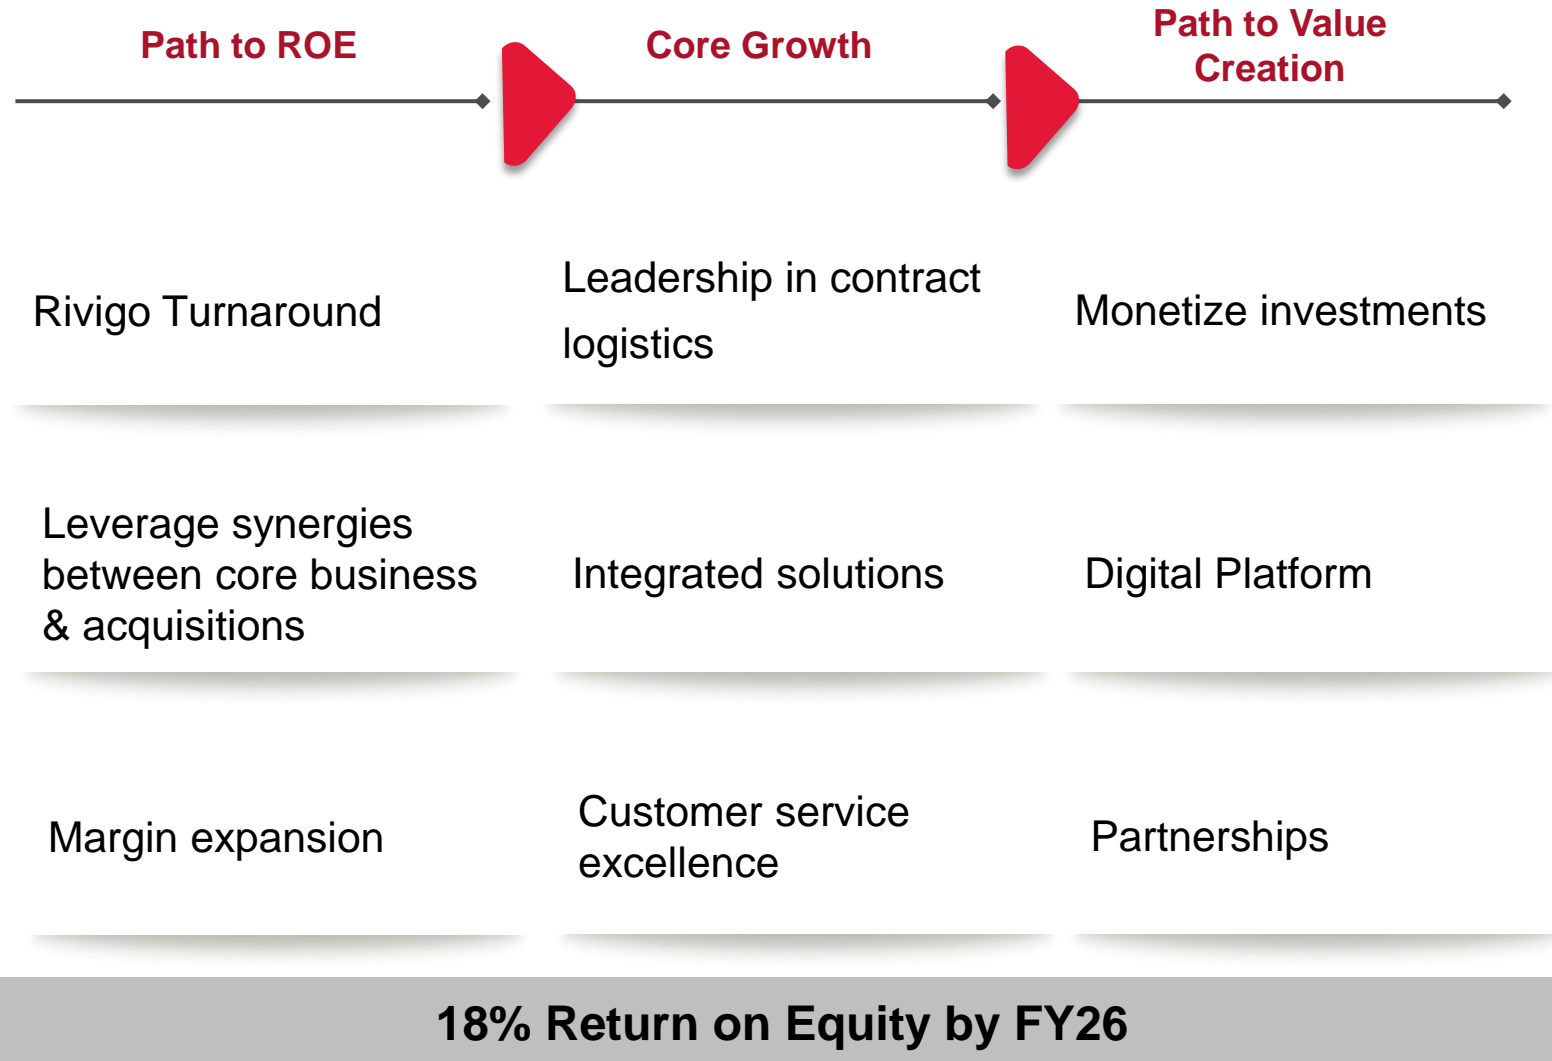 Path to ROE
Core Growth
Path to Value
Creation
Rivigo Turnaround
Leadership in contract
logistics
Monetize investments
Leverage synergies
between core business
& acquisitions
Integrated solutions
Digital Platform
Margin expansion
Customer service
excellence
Partnerships
18% Return on Equity by FY26